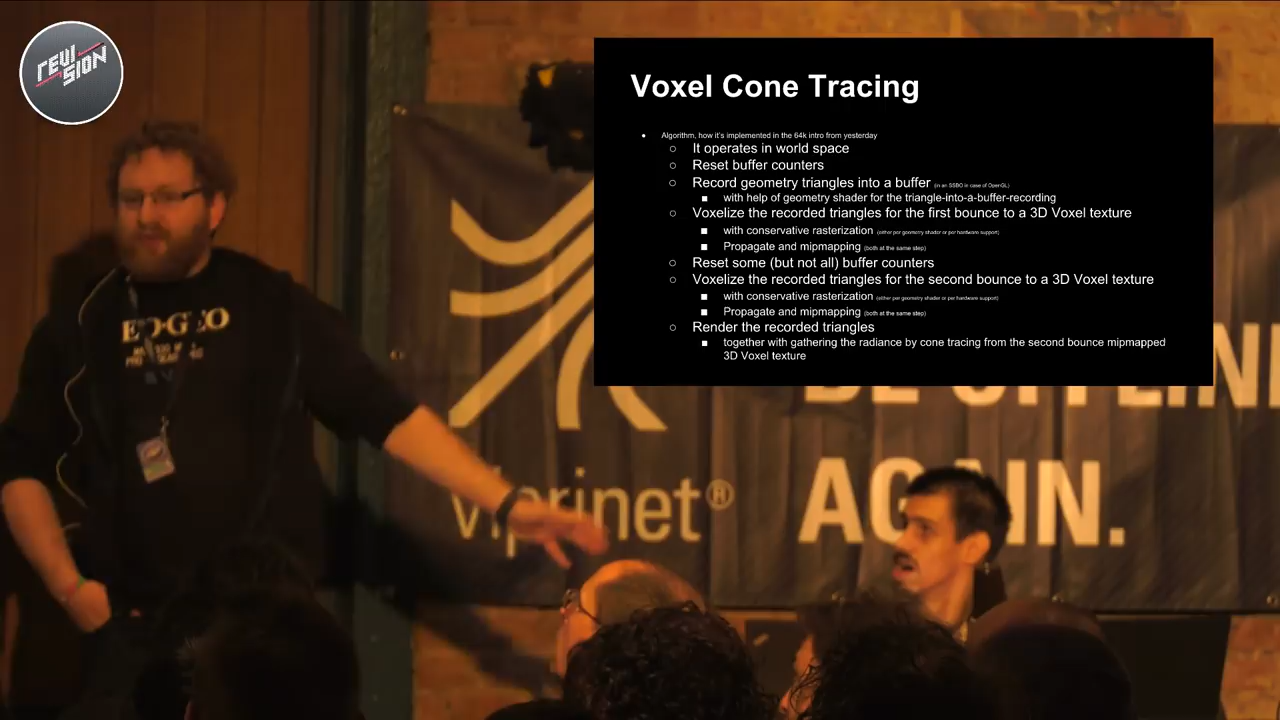 REVISION
Voxel Cone Tracing
• Algorithm, how it's implemented in the 64k intro from yesterday
○ It operates in world space
○ Reset buffer counters
○ Record geometry triangles into a buffer (in an SSBO in case of OpenGL)
■ with help of geometry shader for the triangle-into-a-buffer-recording
○ Voxelize the recorded triangles for the first bounce to a 3D Voxel texture
■ with conservative rasterization (either per geometry shader or per hardware support)
■ Propagate and mipmapping (both at the same step)
○ Reset some (but not all) buffer counters
○ Voxelize the recorded triangles for the second bounce to a 3D Voxel texture
■ with conservative rasterization (either per geometry shader or per hardware support)
■ Propagate and mipmapping (both at the same step)
○ Render the recorded triangles
■ together with gathering the radiance by cone tracing from the second bounce mipmapped
3D Voxel texture
viprinet®
AGAIN.